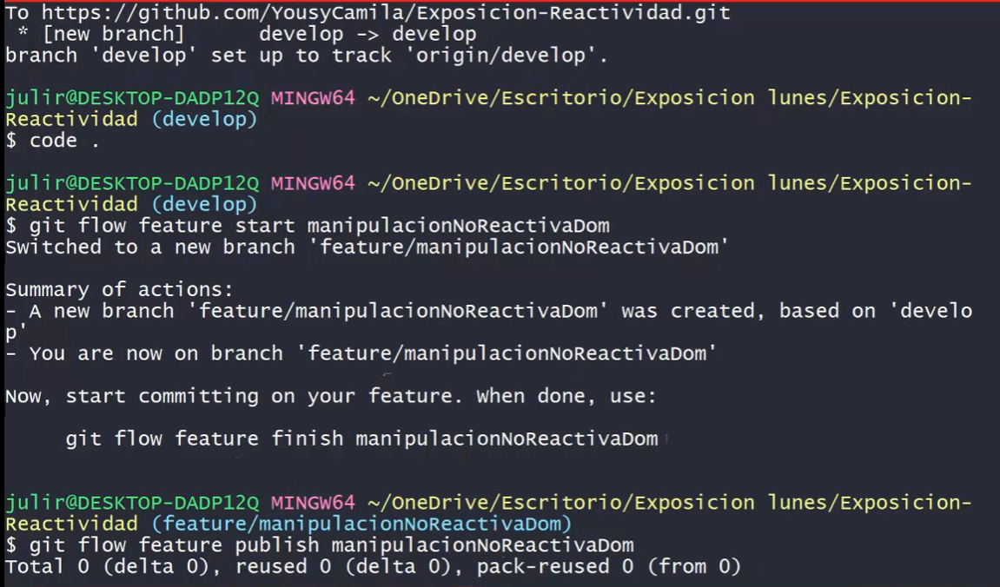 To https://github.com/YousyCamila/Exposicion-Reactividad.git
 * [new branch]      develop -> develop
branch 'develop' set up to track 'origin/develop'.
julir@DESKTOP-DADP12Q MINGW64 ~/OneDrive/Escritorio/Exposicion lunes/Exposicion-
Reactividad (develop)
$ code .
julir@DESKTOP-DADP12Q MINGW64 ~/OneDrive/Escritorio/Exposicion lunes/Exposicion-
Reactividad (develop)
$ git flow feature start manipulacionNoReactivaDom
Switched to a new branch 'feature/manipulacionNoReactivaDom'
Summary of actions:
- A new branch 'feature/manipulacionNoReactivaDom' was created, based on 'develo
p'
- You are now on branch 'feature/manipulacionNoReactivaDom'
Now, start committing on your feature. When done, use:
     git flow feature finish manipulacionNoReactivaDom
julir@DESKTOP-DADP12Q MINGW64 ~/OneDrive/Escritorio/Exposicion lunes/Exposicion-
Reactividad (feature/manipulacionNoReactivaDom)
$ git flow feature publish manipulacionNoReactivaDom
Total 0 (delta 0), reused 0 (delta 0), pack-reused 0 (from 0)